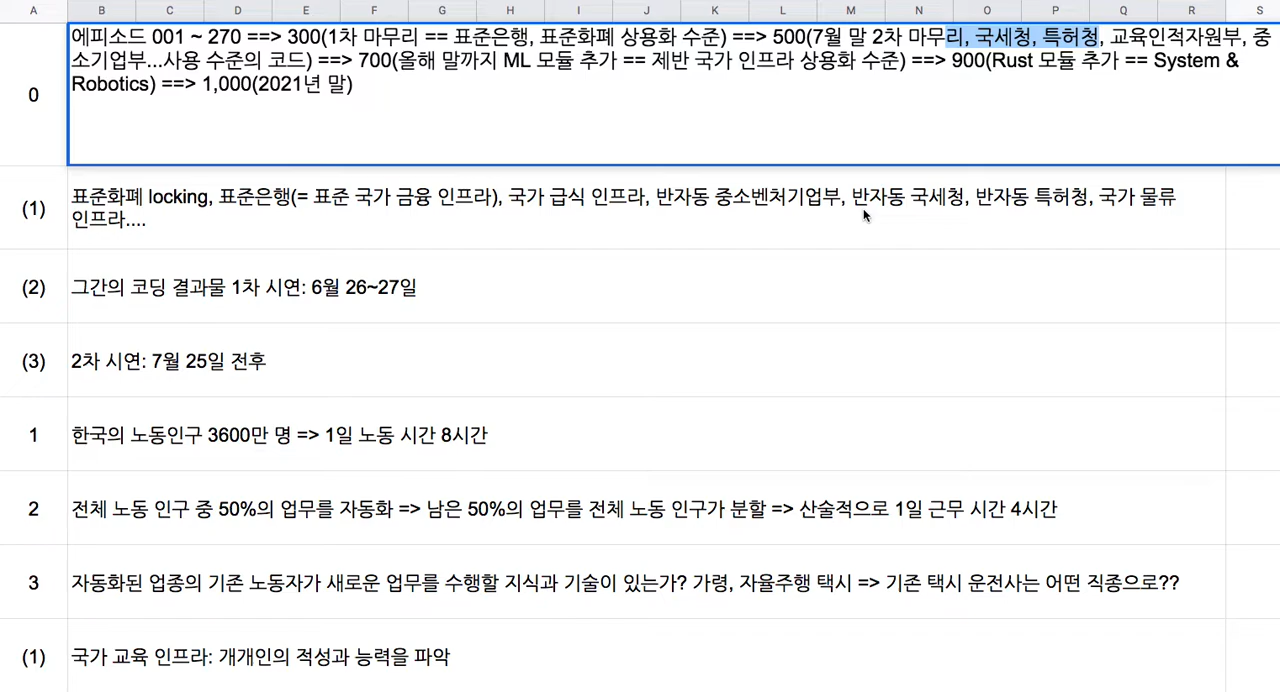 A B C D E F G H I J K L M N O P Q R S
0
에피소드 001 ~ 270 ==> 300(1차 마무리 == 표준은행, 표준화폐 상용화 수준) ==> 500(7월 말 2차 마무리, 국세청, 특허청, 교육인적자원부, 중
소기업부...사용 수준의 코드) ==> 700(올해 말까지 ML 모듈 추가 == 제반 국가 인프라 상용화 수준) ==> 900(Rust 모듈 추가 == System &
Robotics) ==> 1,000(2021년 말)
(1)
표준화폐 locking, 표준은행(= 표준 국가 금융 인프라), 국가 급식 인프라, 반자동 중소벤처기업부, 반자동 국세청, 반자동 특허청, 국가 물류
인프라....
(2) 그간의 코딩 결과물 1차 시연: 6월 26~27일
(3) 2차 시연: 7월 25일 전후
1 한국의 노동인구 3600만 명 => 1일 노동 시간 8시간
2 전체 노동 인구 중 50%의 업무를 자동화 => 남은 50%의 업무를 전체 노동 인구가 분할 => 산술적으로 1일 근무 시간 4시간
3 자동화된 업종의 기존 노동자가 새로운 업무를 수행할 지식과 기술이 있는가? 가령, 자율주행 택시 => 기존 택시 운전사는 어떤 직종으로??
(1) 국가 교육 인프라: 개개인의 적성과 능력을 파악